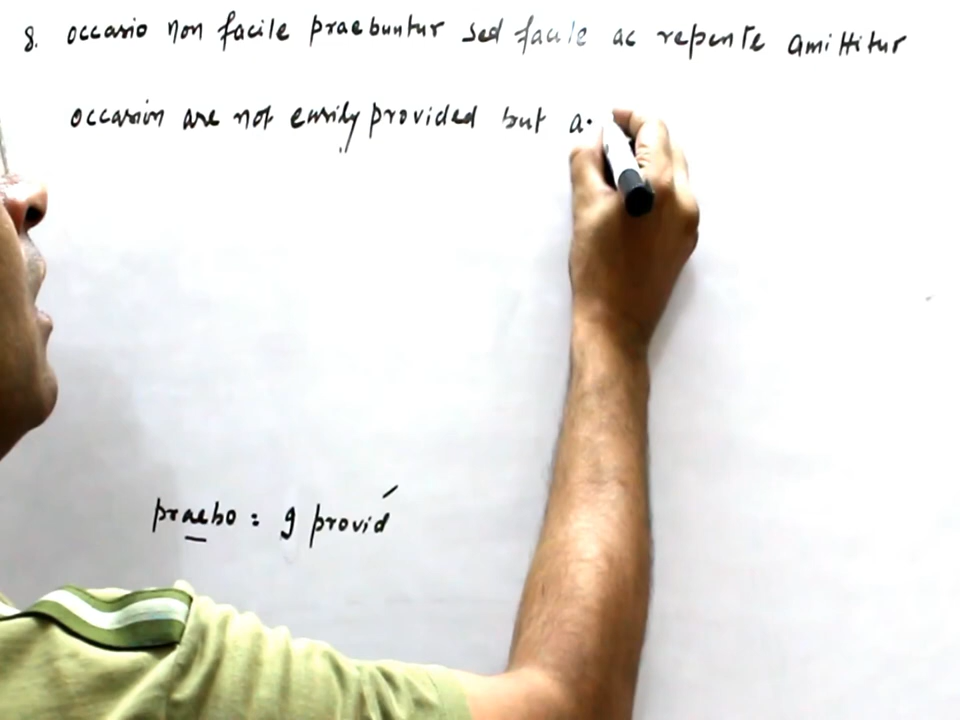 8. occasio non facile praebuntur sed facile ac repente amittitur
occasion are not easily provided but a
praebo = I provid